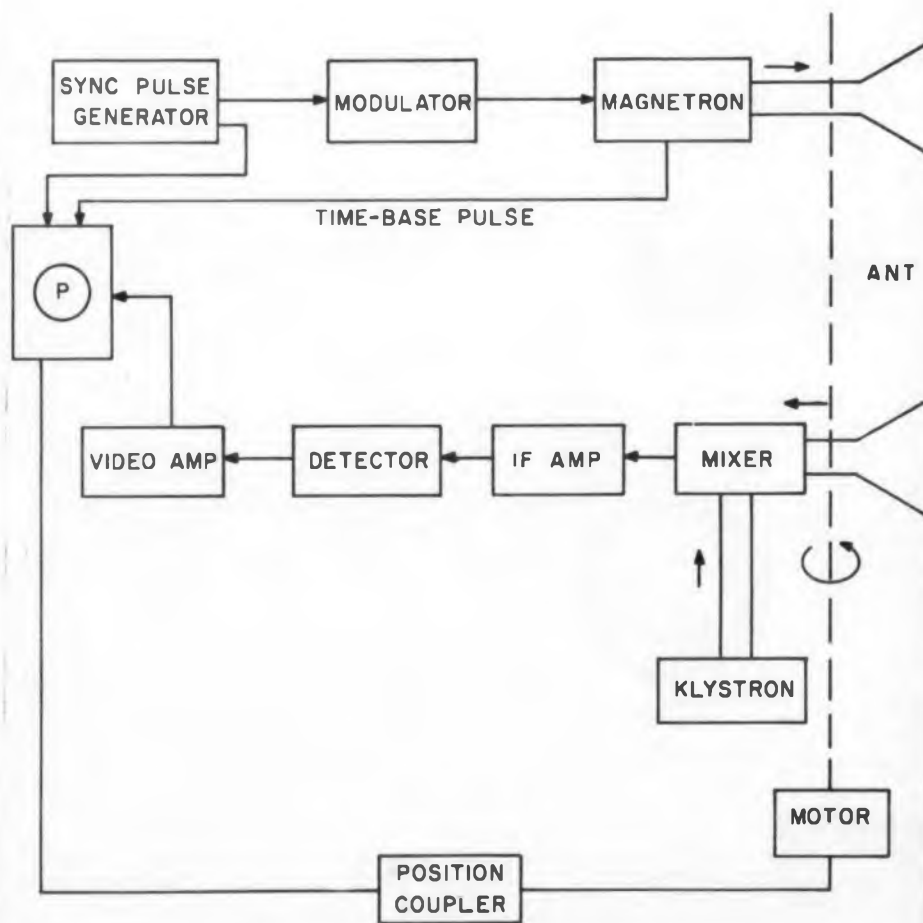 SYNC PULSE
GENERATOR
MODULATOR
MAGNETRON
TIME-BASE PULSE
P
ANT
VIDEO AMP
DETECTOR
IF AMP
MIXER
KLYSTRON
MOTOR
POSITION
COUPLER